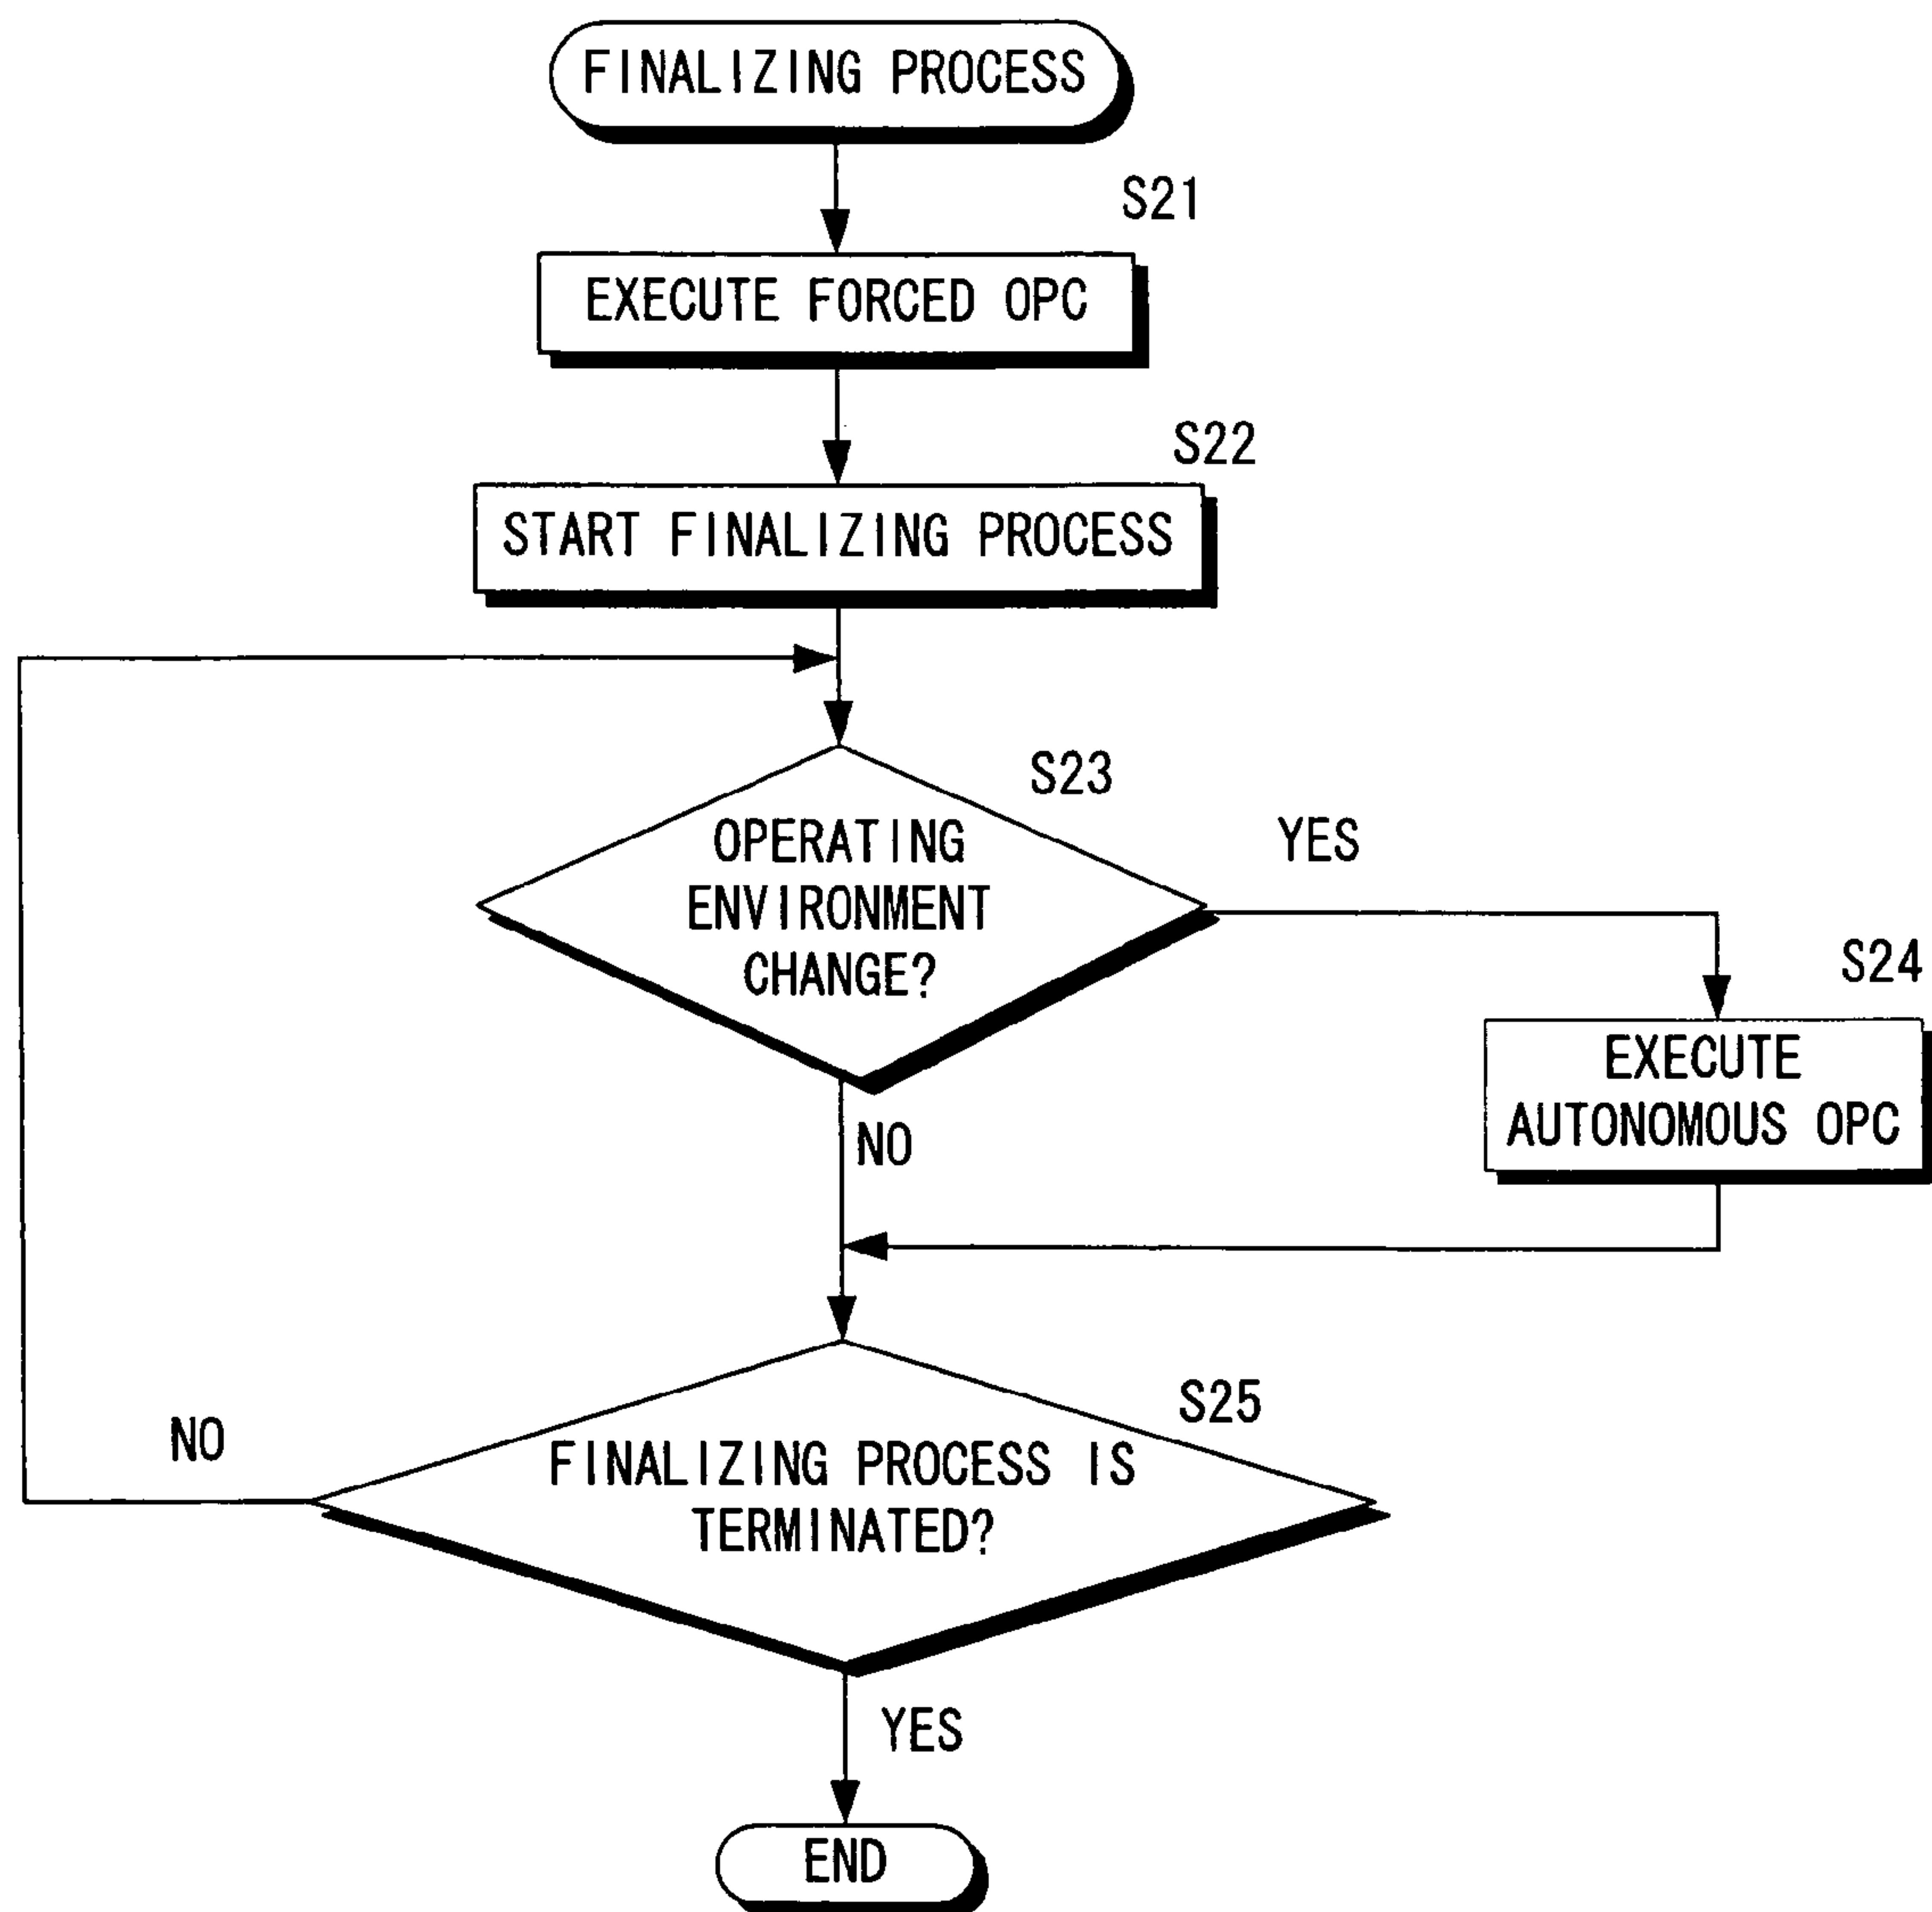 FINALIZING PROCESS
S21
EXECUTE FORCED OPC
S22
START FINALIZING PROCESS
S23
OPERATING
ENVIRONMENT
CHANGE?
YES
S24
EXECUTE
AUTONOMOUS OPC
NO
S25
FINALIZING PROCESS IS
TERMINATED?
NO
YES
END